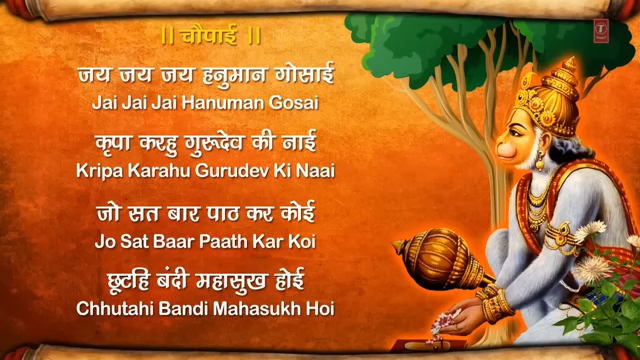 ॥ चौपाई ॥
जय जय जय हनुमान गोसाई
Jai Jai Jai Hanuman Gosai
कृपा करहु गुरूदेव की नाई
Kripa Karahu Gurudev Ki Naai
जो सत बार पाठ कर कोई
Jo Sat Baar Paath Kar Koi
छूटहि बंदी महासुख होई
Chhutahi Bandi Mahasukh Hoi
T